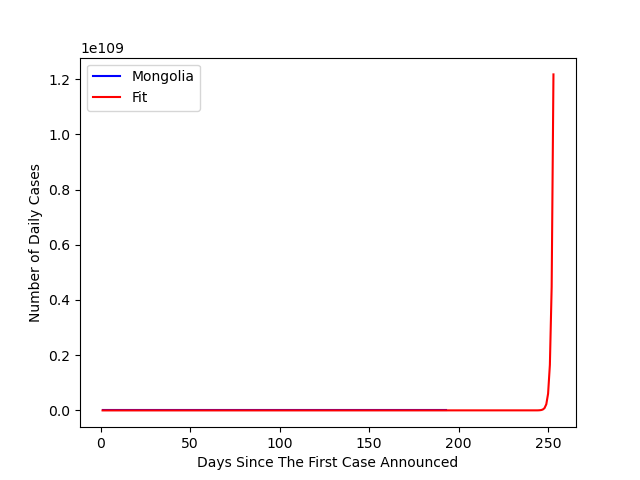 1e109
Mongolia
Fit
1.2
1.0
0.8
0.6
0.4
0.2
0.0
Number of Daily Cases
0
50
100
150
200
250
Days Since The First Case Announced